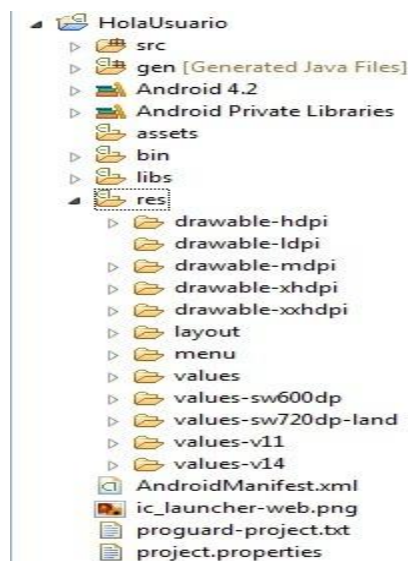 HolaUsuario
src
gen [Generated Java Files]
Android 4.2
Android Private Libraries
assets
bin
libs
res
drawable-hdpi
drawable-ldpi
drawable-mdpi
drawable-xhdpi
drawable-xxhdpi
layout
menu
values
values-sw600dp
values-sw720dp-land
values-v11
values-v14
AndroidManifest.xml
ic_launcher-web.png
proguard-project.txt
project.properties